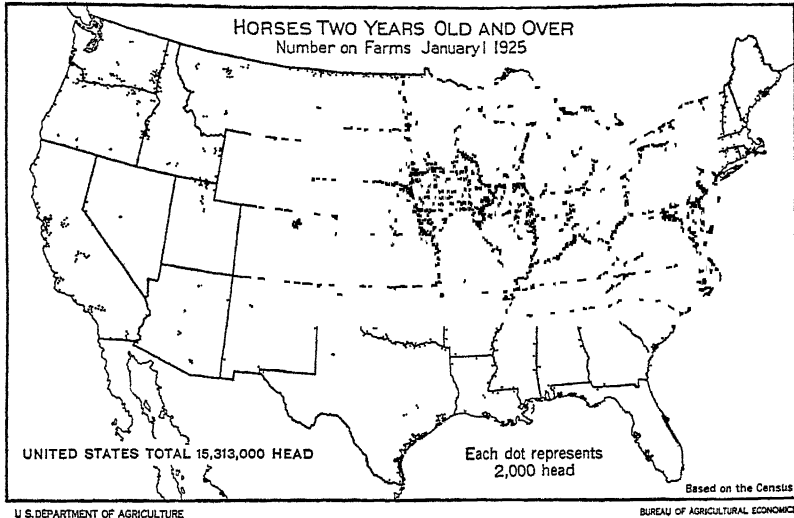 HORSES TWO YEARS OLD AND OVER
Number on Farms January 1 1925
UNITED STATES TOTAL 15,313,000 HEAD
Each dot represents
2,000 head
Based on the Census
U.S. DEPARTMENT OF AGRICULTURE
BUREAU OF AGRICULTURAL ECONOMICS